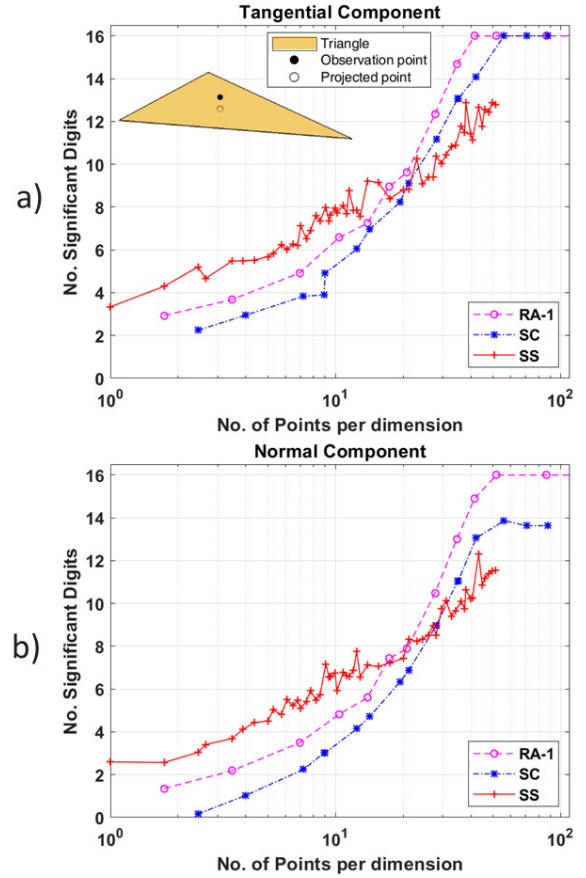 a)
Tangential Component
No. Significant Digits
16
14
12
10
8
6
4
2
0
Triangle
Observation point
Projected point
RA-1
SC
SS
10^0
10^1
10^2
No. of Points per dimension
b)
Normal Component
No. Significant Digits
16
14
12
10
8
6
4
2
0
RA-1
SC
SS
10^0
10^1
10^2
No. of Points per dimension